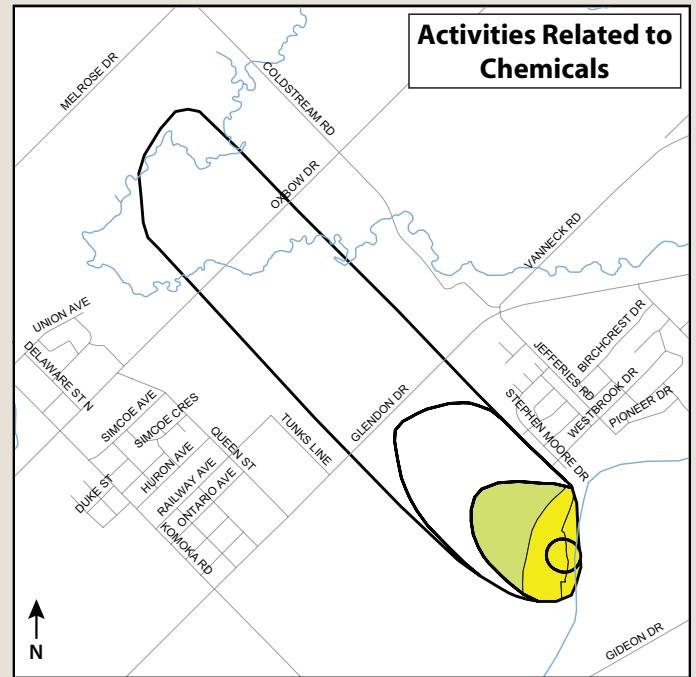 Activities Related to
Chemicals
MELROSE DR
COLDSTREAM RD
OXBOW DR
VANNECK RD
UNION AVE
DELAWARE ST N
SIMCOE AVE
SIMCOE CRES
DUKE ST
HURON AVE
RAILWAY AVE
ONTARIO AVE
QUEEN ST
KOMOKA RD
TUNKS LINE
GLENDON DR
JEFFERIES RD
BIRCHCREST DR
STEPHEN MOORE DR
WESTBROOK DR
PIONEER DR
GIDEON DR
N